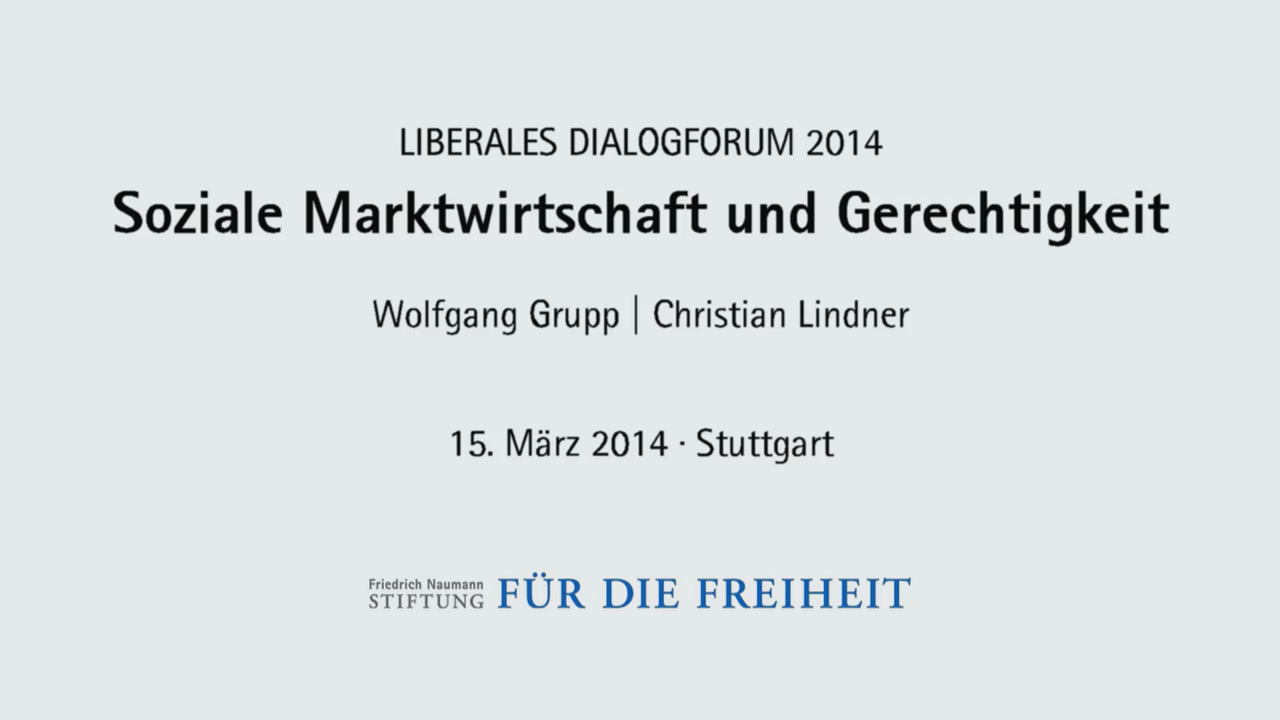 LIBERALES DIALOGFORUM 2014
Soziale Marktwirtschaft und Gerechtigkeit
Wolfgang Grupp | Christian Lindner
15. März 2014 · Stuttgart
Friedrich Naumann
STIFTUNG FÜR DIE FREIHEIT